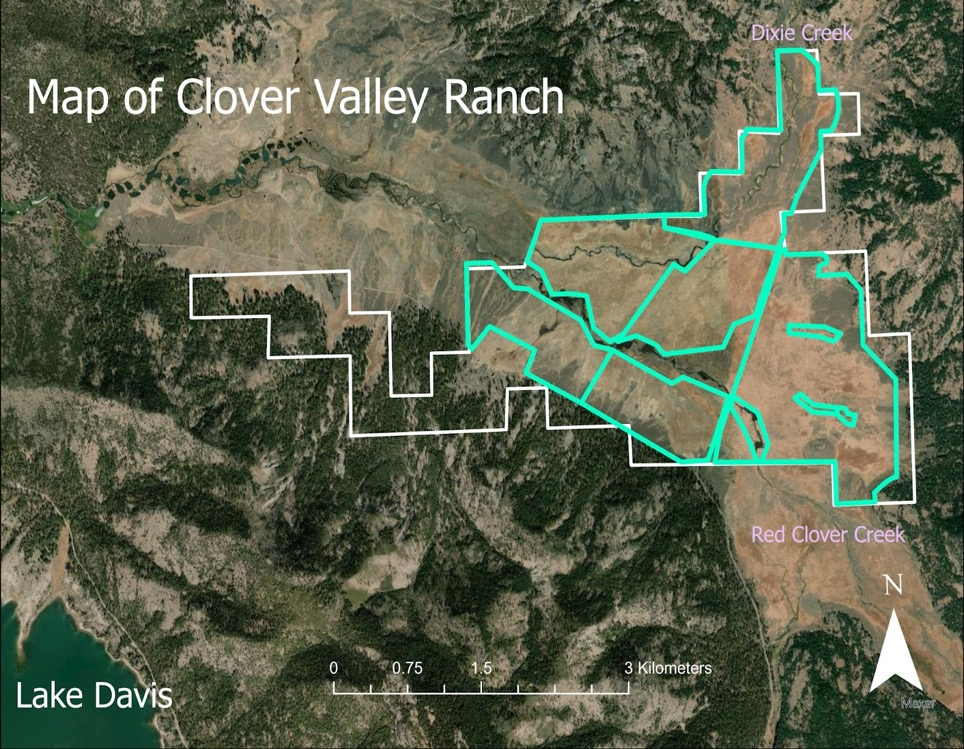 Dixie Creek
Map of Clover Valley Ranch
Red Clover Creek
N
0 0.75 1.5 3 Kilometers
Lake Davis
Maxar